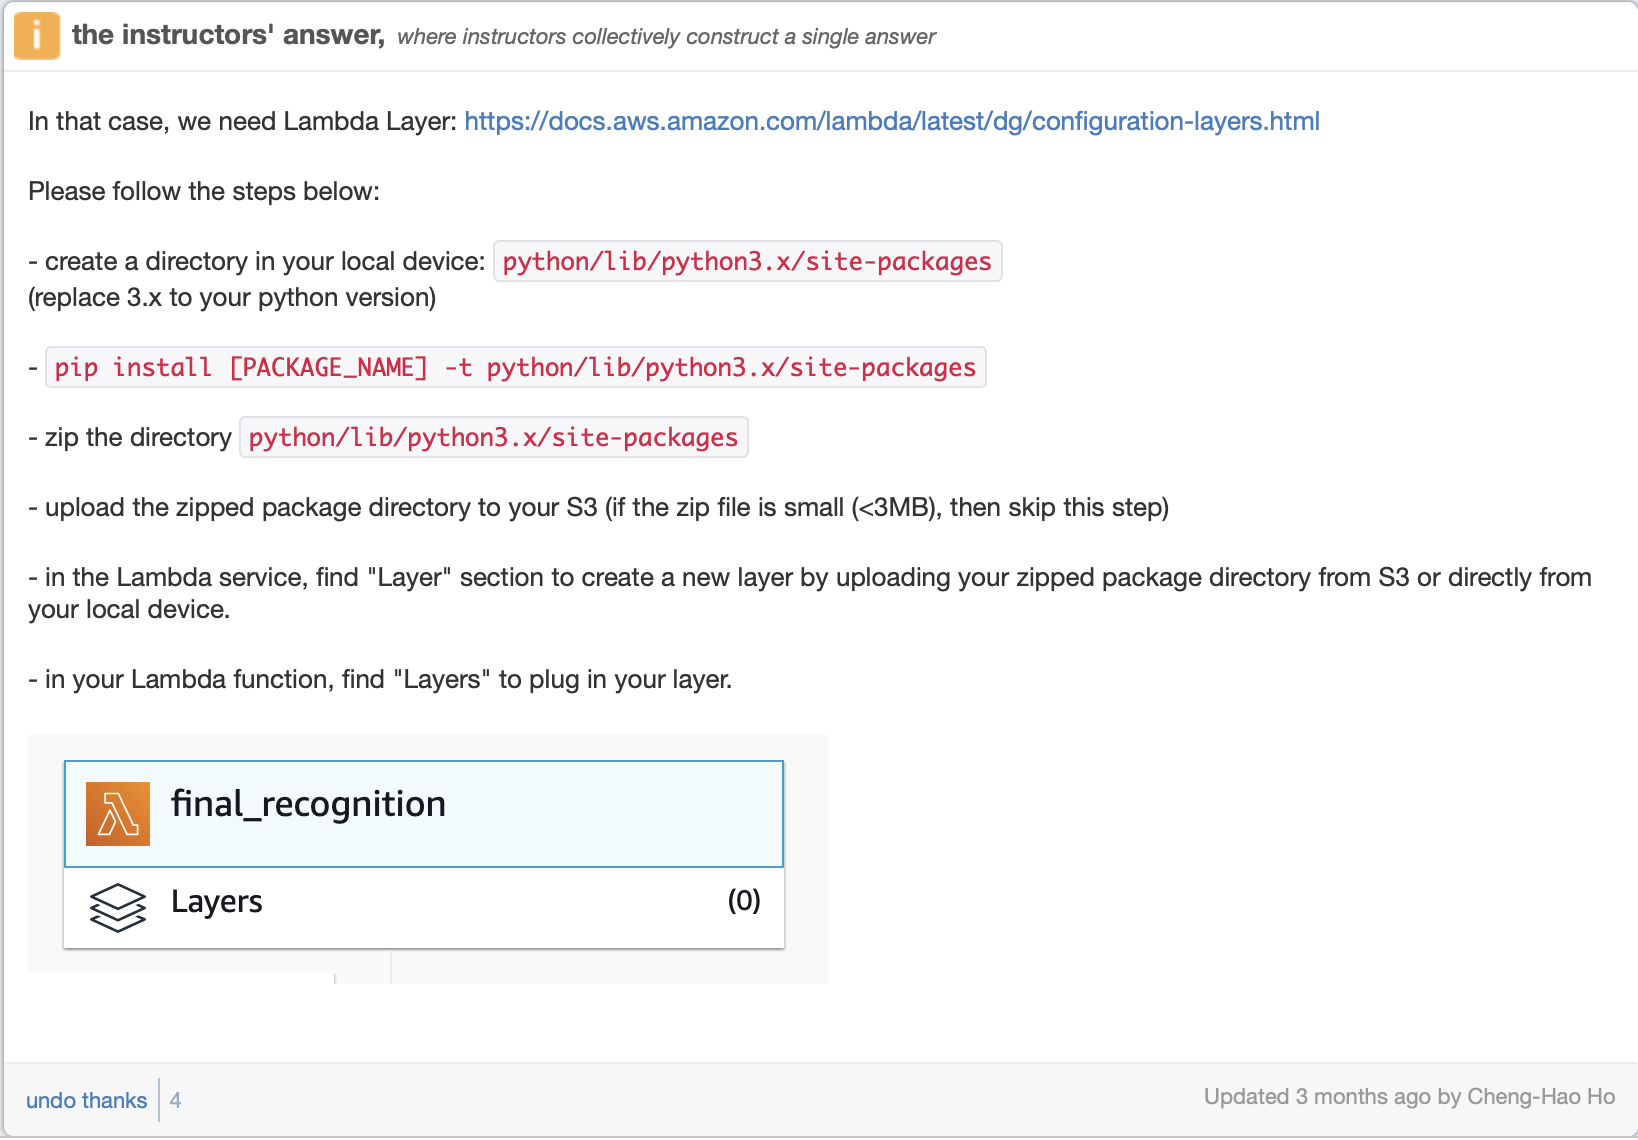 i the instructors' answer, where instructors collectively construct a single answer
In that case, we need Lambda Layer: https://docs.aws.amazon.com/lambda/latest/dg/configuration-layers.html
Please follow the steps below:
- create a directory in your local device: python/lib/python3.x/site-packages
(replace 3.x to your python version)
- pip install [PACKAGE_NAME] -t python/lib/python3.x/site-packages
- zip the directory python/lib/python3.x/site-packages
- upload the zipped package directory to your S3 (if the zip file is small (<3MB), then skip this step)
- in the Lambda service, find "Layer" section to create a new layer by uploading your zipped package directory from S3 or directly from
your local device.
- in your Lambda function, find "Layers" to plug in your layer.
final_recognition
Layers (0)
undo thanks 4
Updated 3 months ago by Cheng-Hao Ho